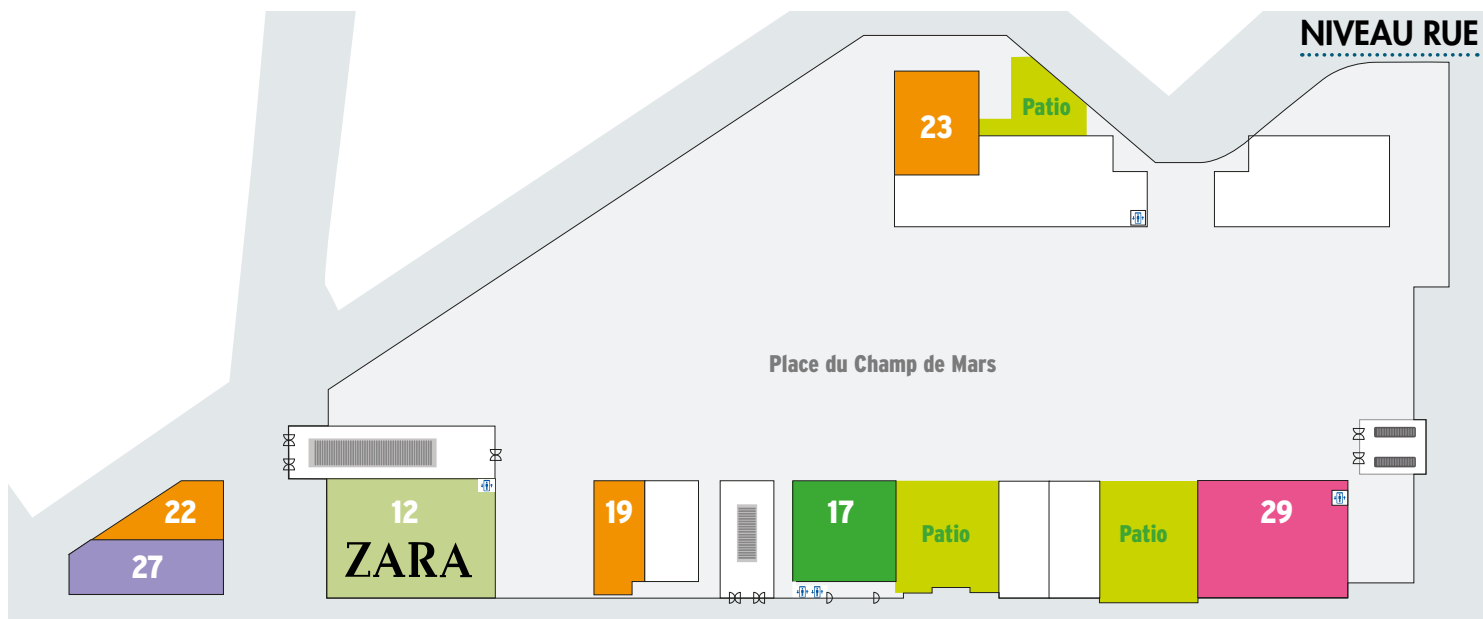 NIVEAU RUE
Patio
23
Place du Champ de Mars
22
12
19
17
29
Patio
Patio
27
ZARA